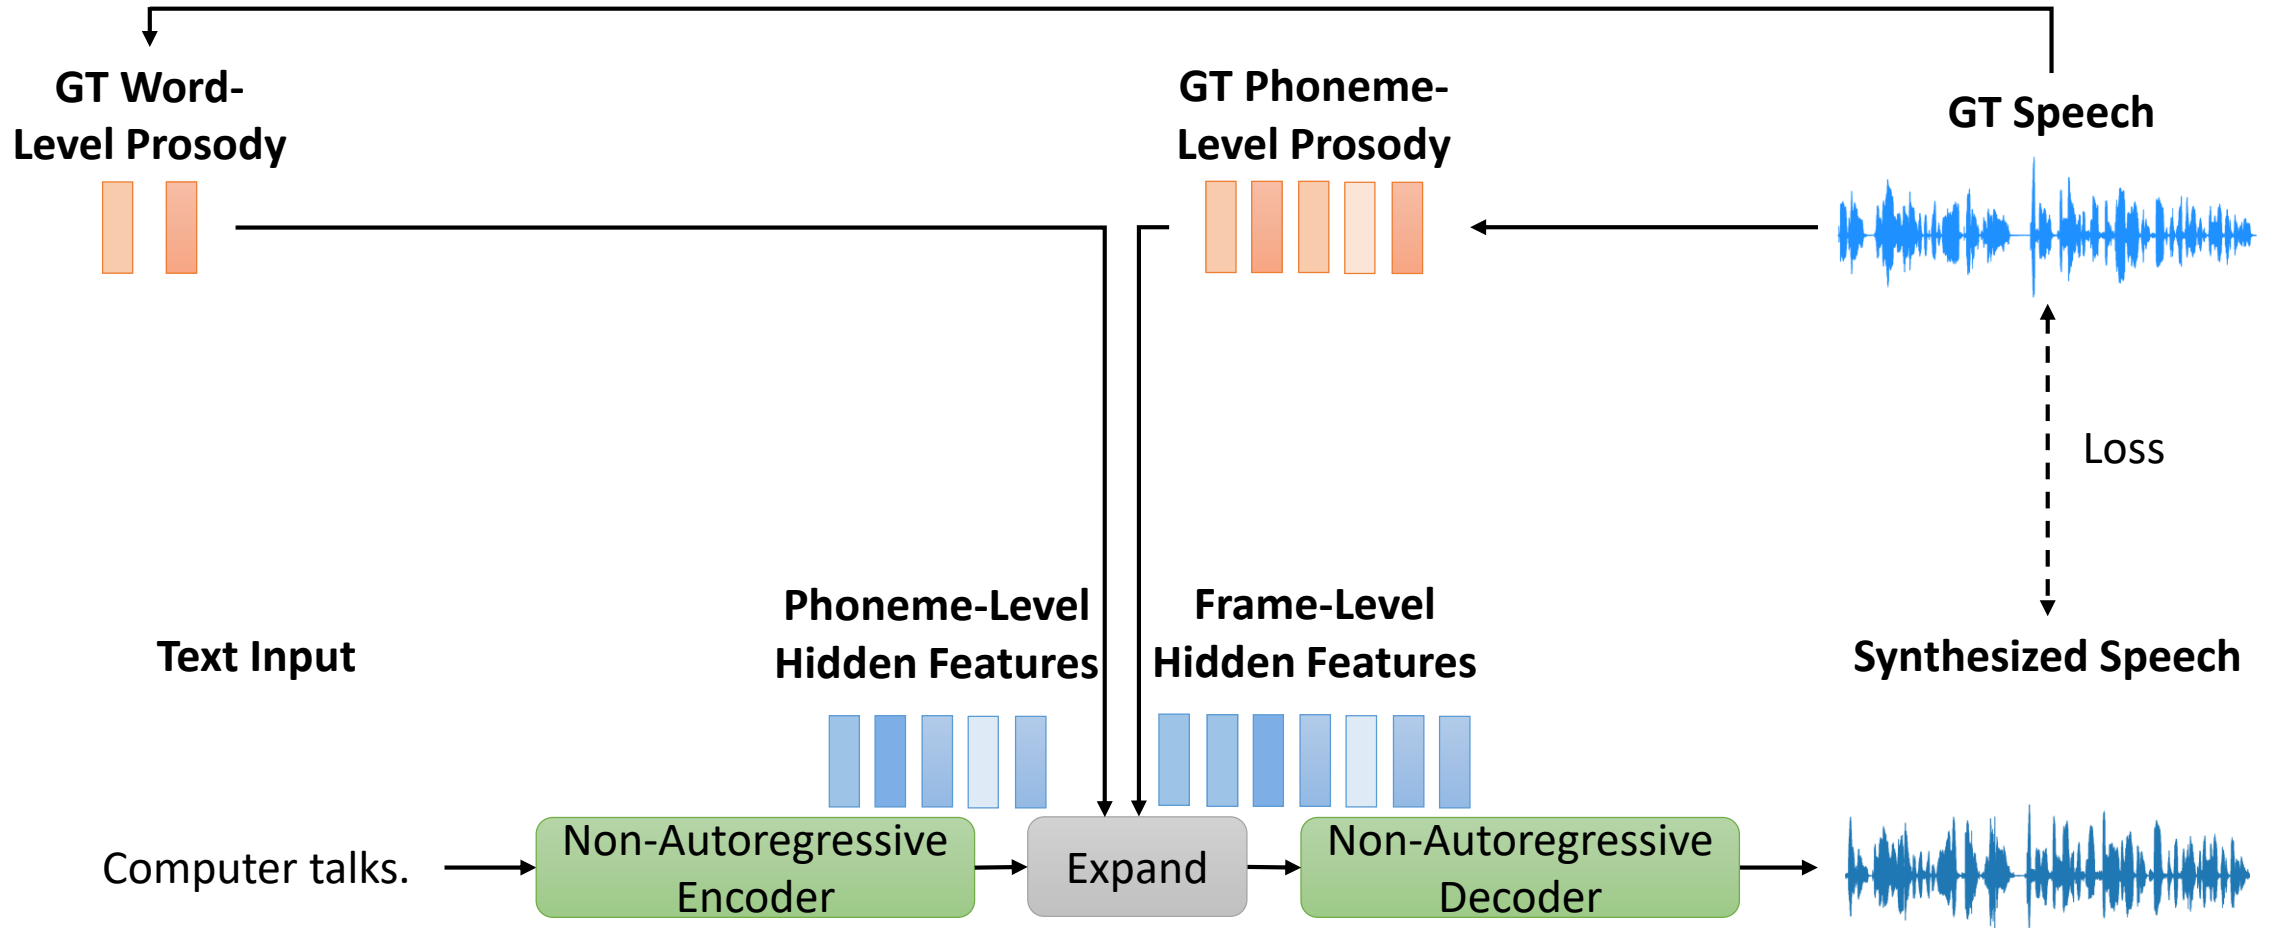 GT Word-
Level Prosody
GT Phoneme-
Level Prosody
GT Speech
Loss
Phoneme-Level
Hidden Features
Frame-Level
Hidden Features
Text Input
Synthesized Speech
Computer talks.
Non-Autoregressive
Encoder
Expand
Non-Autoregressive
Decoder